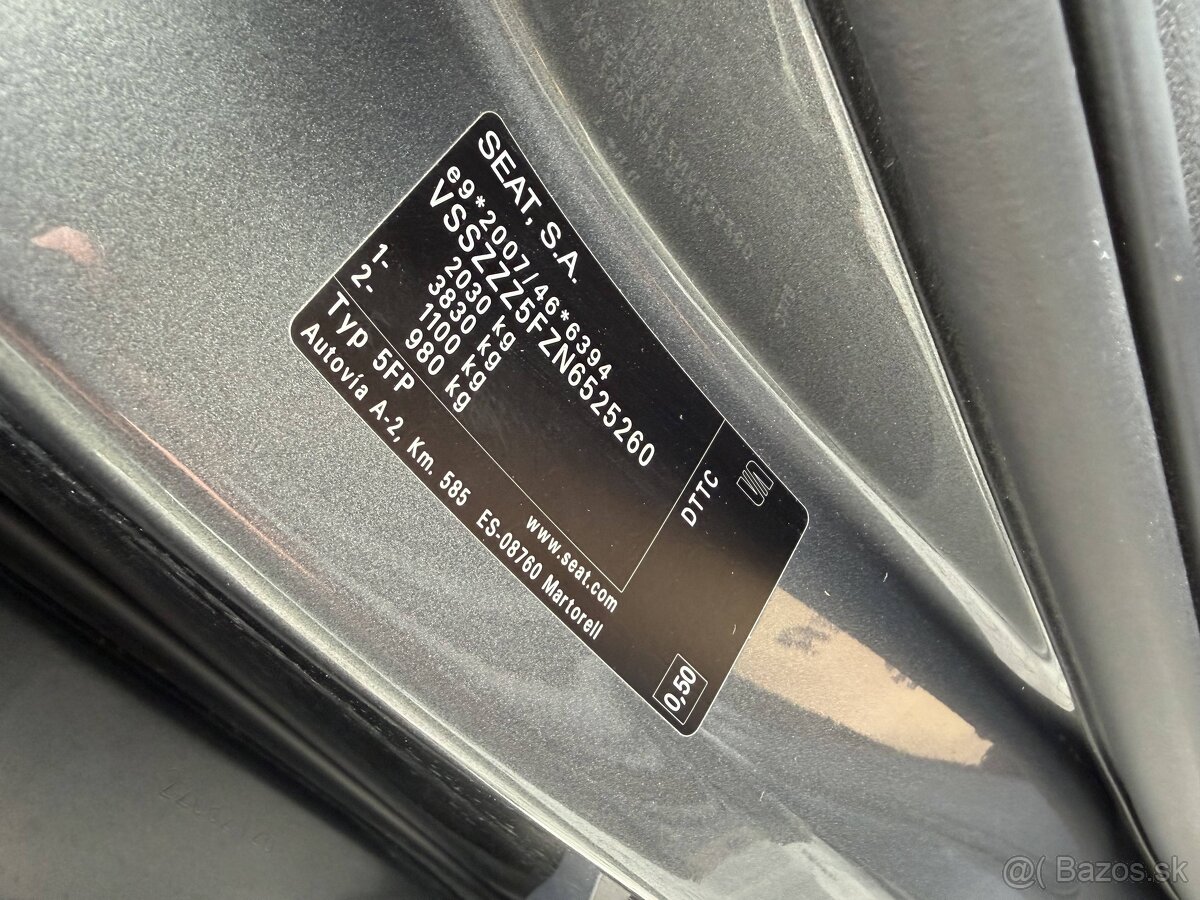 SEAT, S.A.
e9*2007/46*6394
VSSZZZ5FZN6525260
2030 kg
3830 kg
1- 1100 kg
2- 980 kg
Typ 5FP
DTTC
www.seat.com
Autovía A-2, Km. 585 ES-08760 Martorell
0,50
@( Bazos.sk